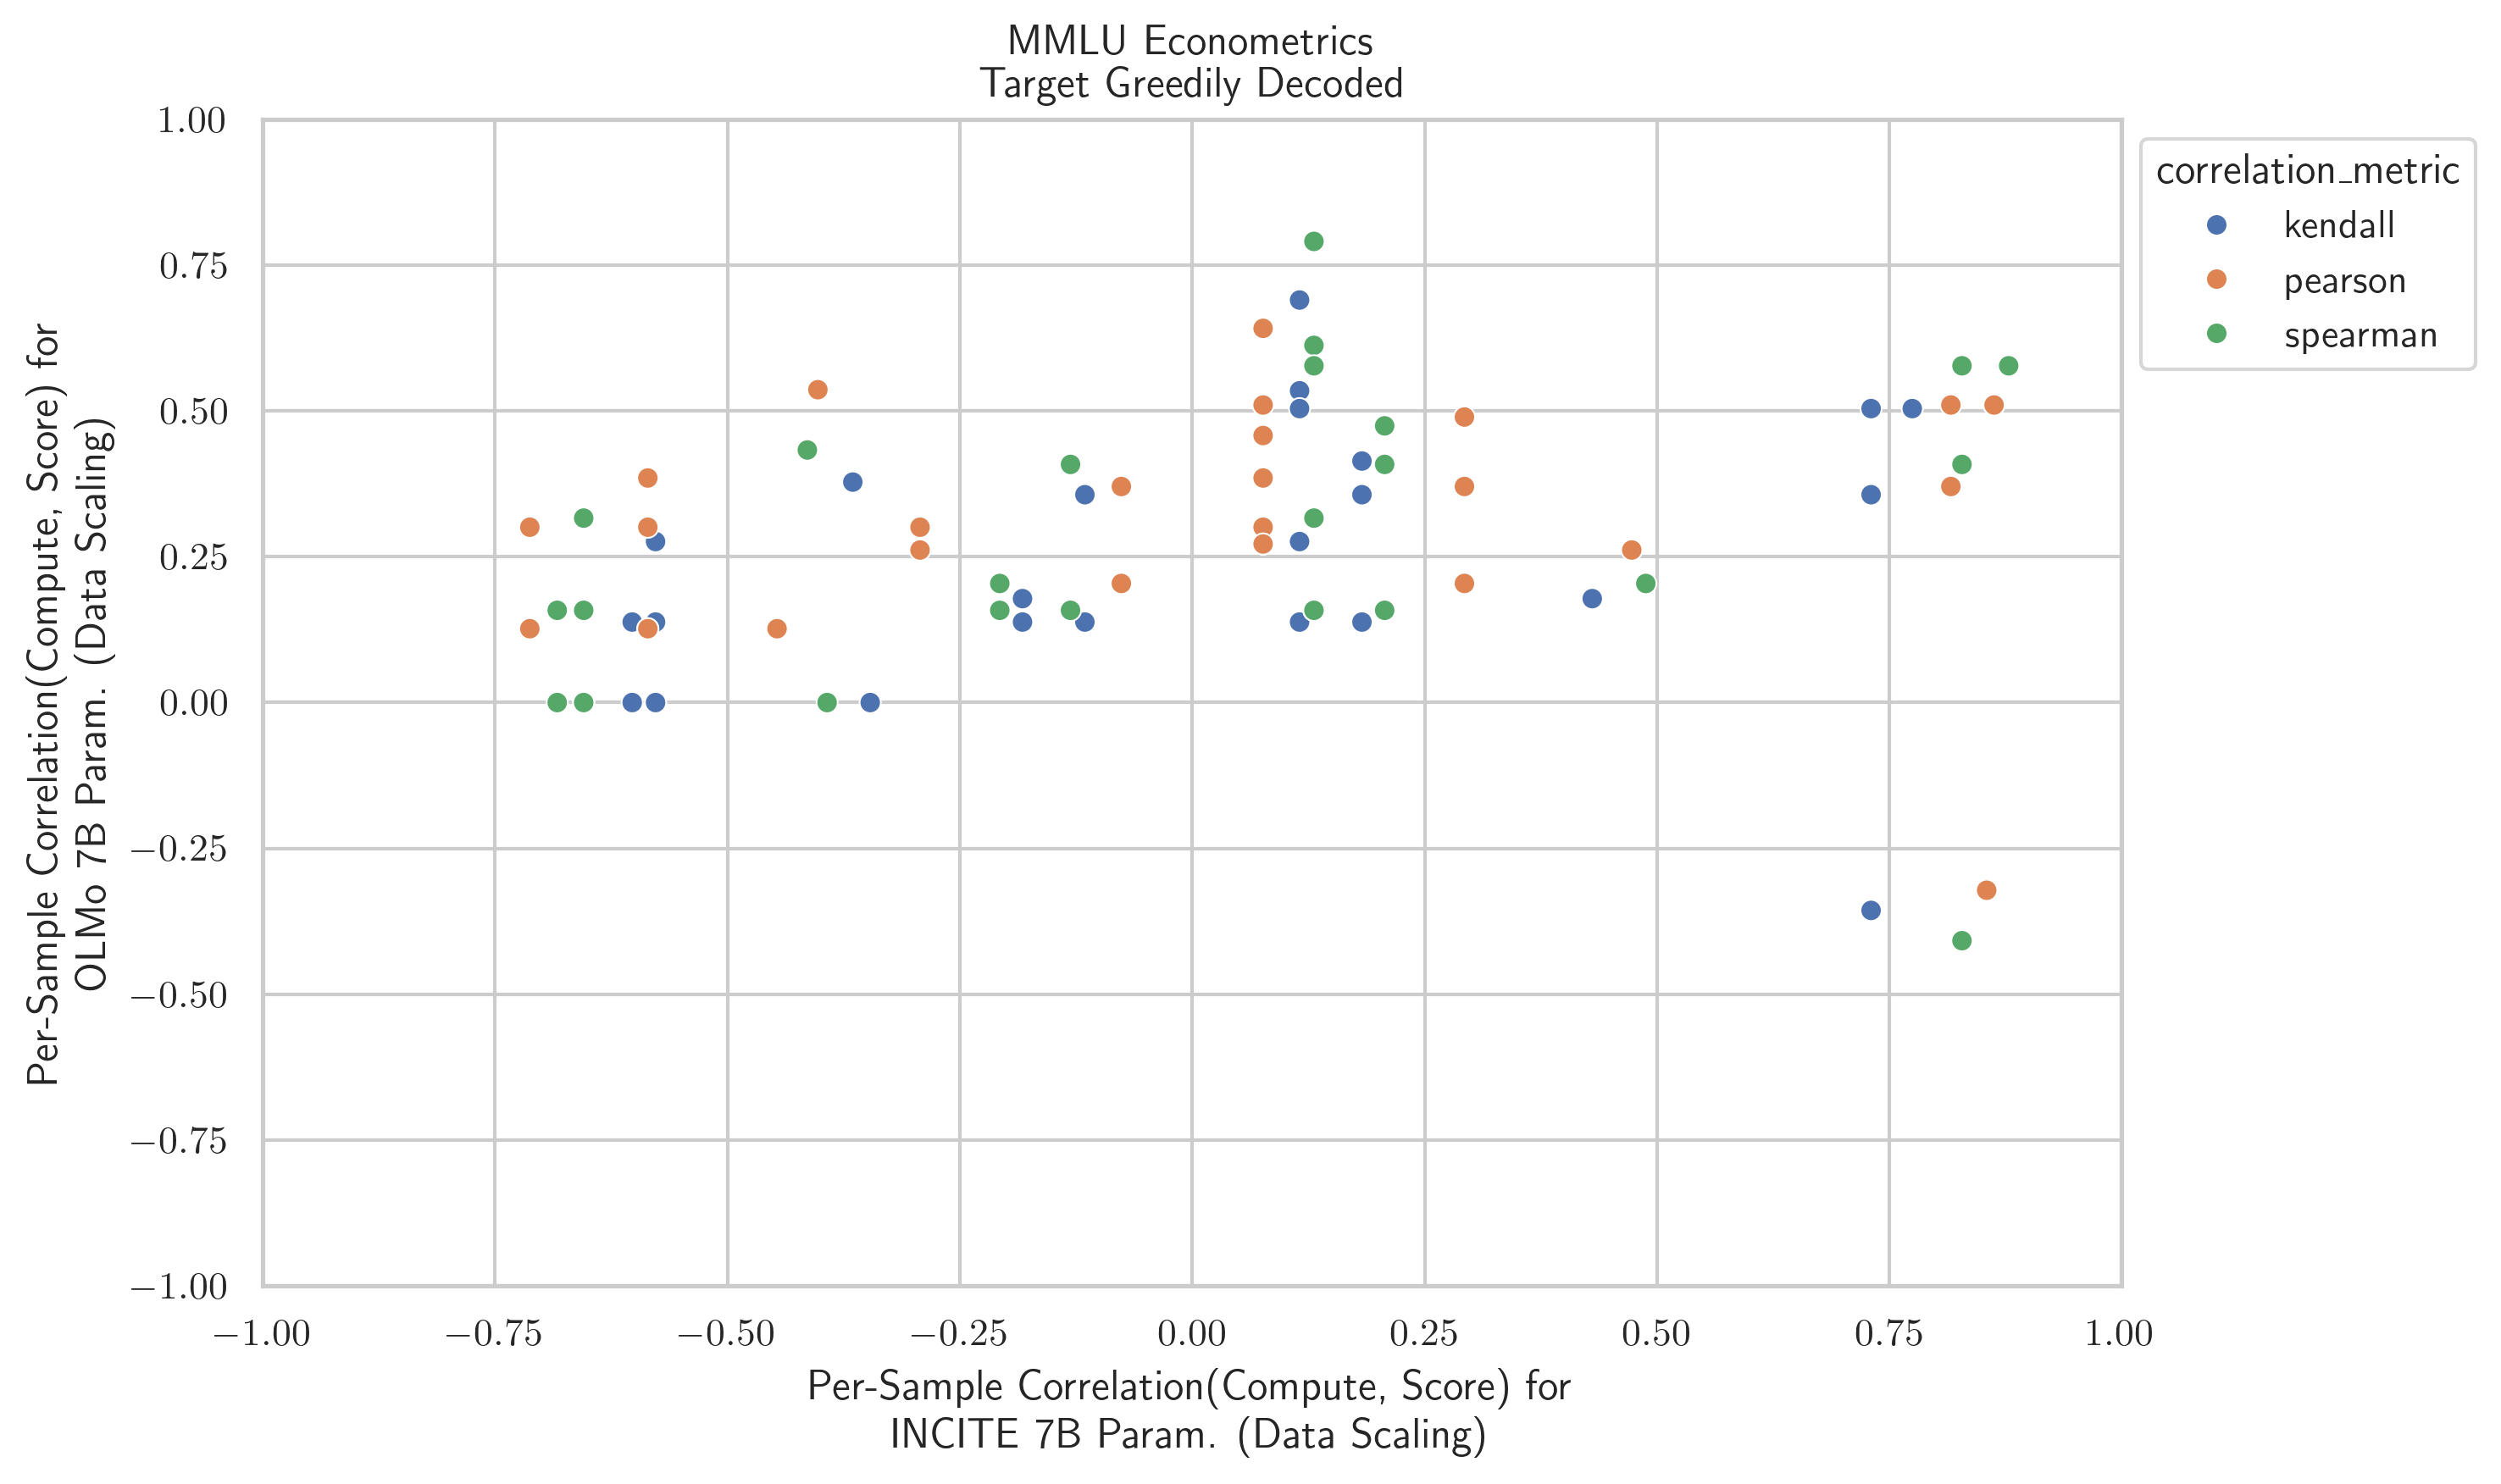 MMLU Econometrics
Target Greedily Decoded
1.00
0.75
0.50
0.25
0.00
−0.25
−0.50
−0.75
−1.00
Per-Sample Correlation(Compute, Score) for
OLMo 7B Param. (Data Scaling)
correlation_metric
kendall
pearson
spearman
−1.00 −0.75 −0.50 −0.25 0.00 0.25 0.50 0.75 1.00
Per-Sample Correlation(Compute, Score) for
INCITE 7B Param. (Data Scaling)